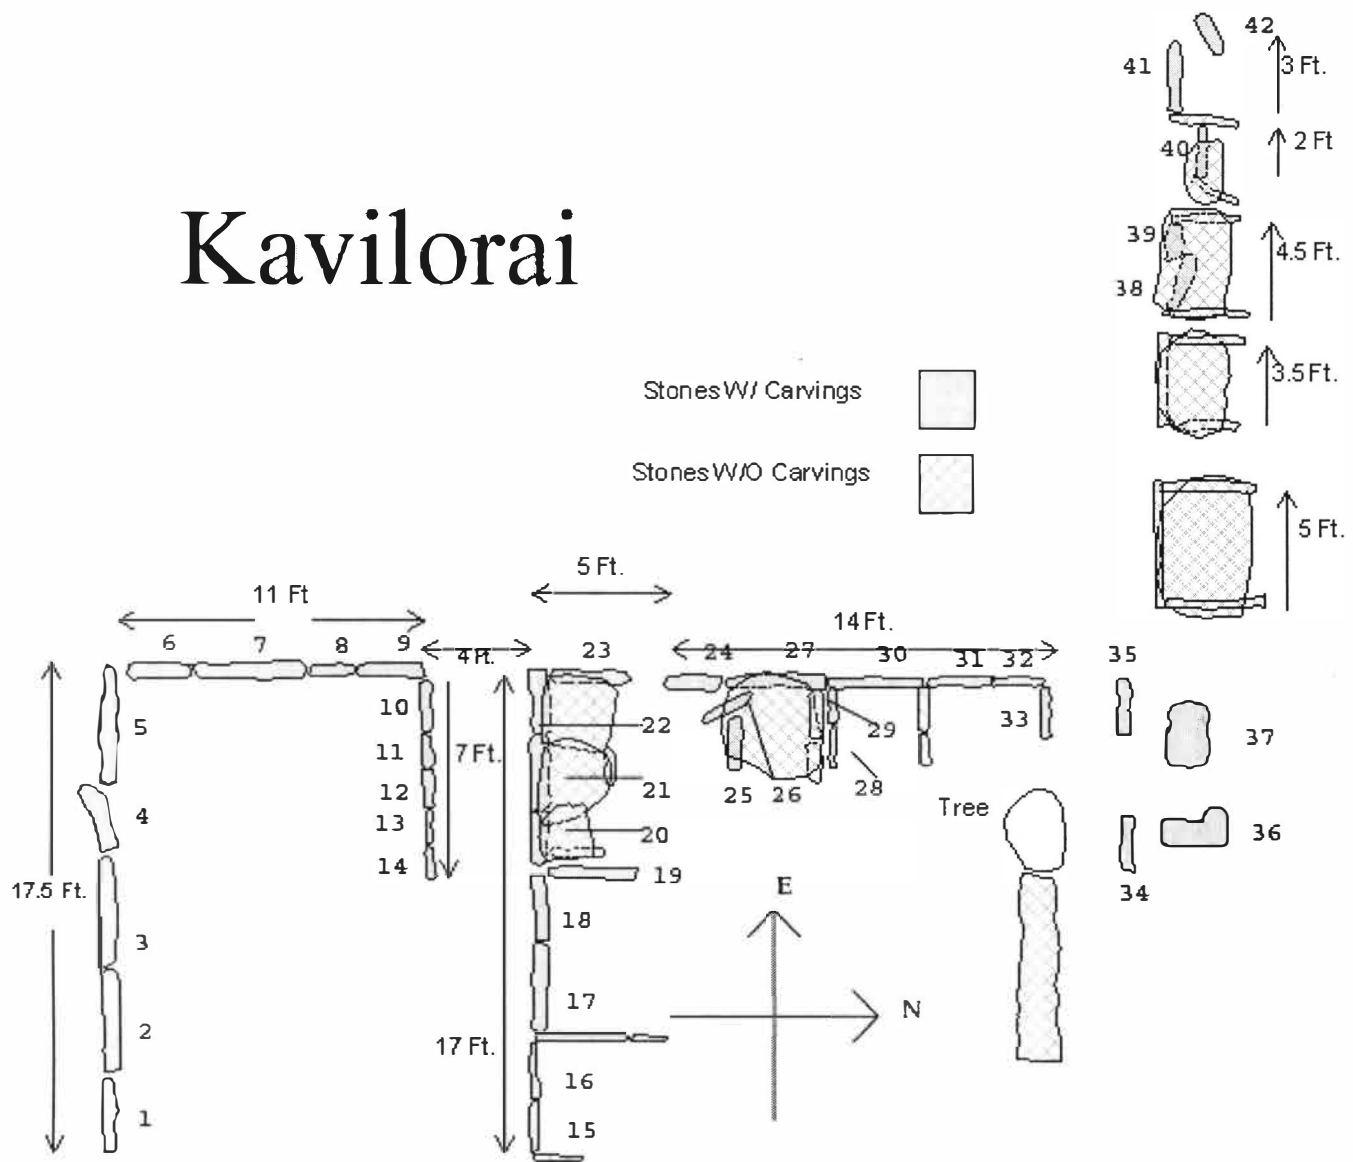 42
41
3 Ft.
2 Ft
40
Kavilorai
39
4.5 Ft.
38
Stones W/ Carvings
3.5 Ft.
Stones W/O Carvings
5 Ft.
5 Ft.
11 Ft
14 Ft.
6 7 8 9
4 Ft.
23
24 27 30 31 32
35
5
10
22
29
33
37
11
7 Ft.
21
25 26 28
12
4
13
20
Tree
36
14
19
17.5 Ft.
E
34
18
3
17
N
2
17 Ft.
16
1
15